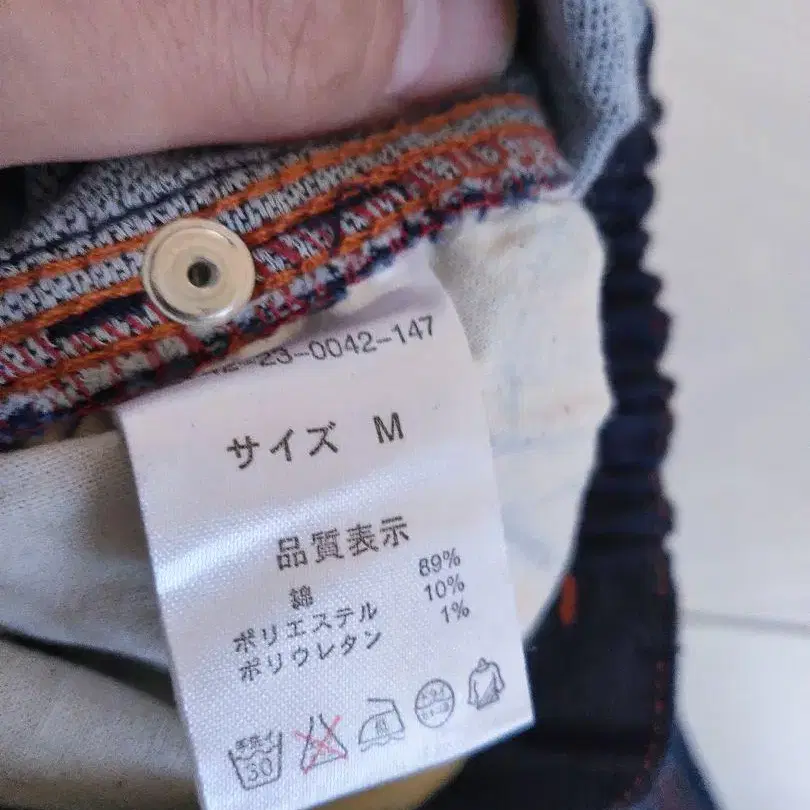 -23-0042-147
サイズ M
品質表示
綿 89%
ポリエステル 10%
ポリウレタン 1%
30